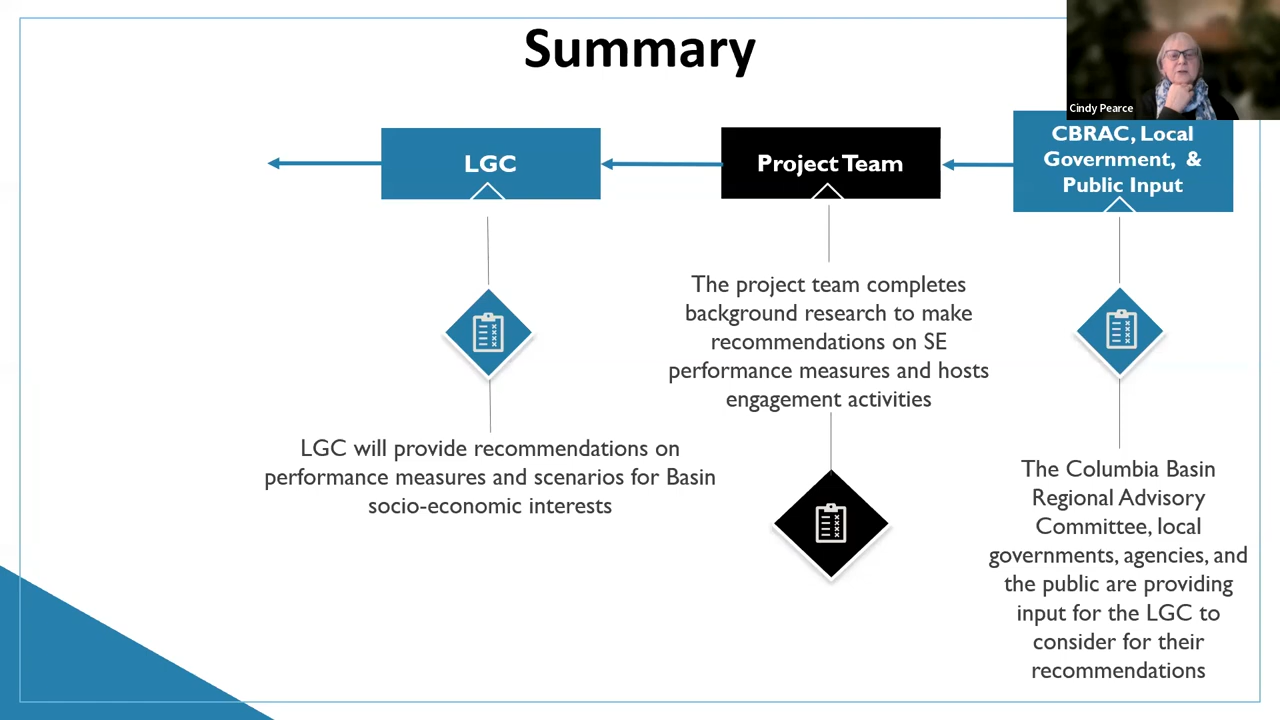 Summary
Cindy Pearce
LGC
Project Team
CBRAC, Local
Government, &
Public Input
The project team completes
background research to make
recommendations on SE
performance measures and hosts
engagement activities
LGC will provide recommendations on
performance measures and scenarios for Basin
socio-economic interests
The Columbia Basin
Regional Advisory
Committee, local
governments, agencies, and
the public are providing
input for the LGC to
consider for their
recommendations